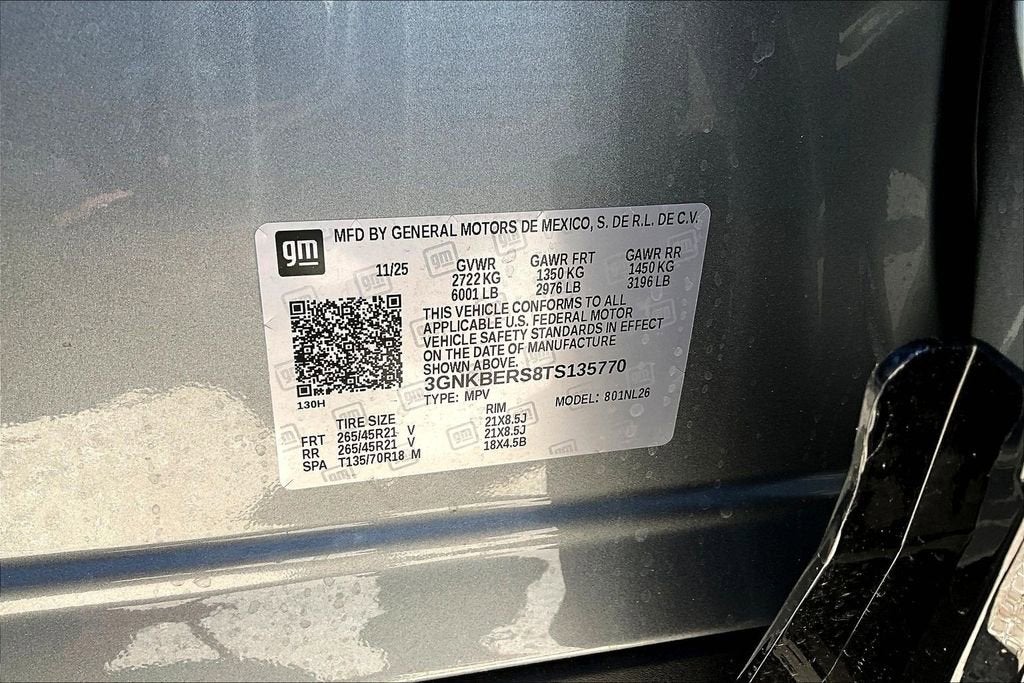 gm MFD BY GENERAL MOTORS DE MEXICO, S. DE R.L. DE C.V.
11/25 GVWR GAWR FRT GAWR RR
2722 KG 1350 KG 1450 KG
6001 LB 2976 LB 3196 LB
THIS VEHICLE CONFORMS TO ALL
APPLICABLE U.S. FEDERAL MOTOR
VEHICLE SAFETY STANDARDS IN EFFECT
ON THE DATE OF MANUFACTURE
SHOWN ABOVE.
3GNKBERS8TS135770
130H
TYPE: MPV MODEL: 801NL26
TIRE SIZE RIM
FRT 265/45R21 V 21X8.5J
RR 265/45R21 V 21X8.5J
SPA T135/70R18 M 18X4.5B